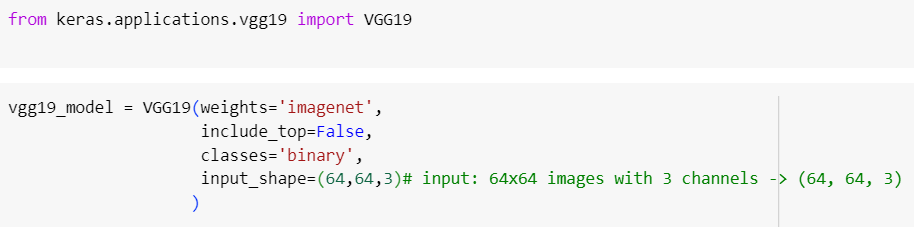 from keras.applications.vgg19 import VGG19
vgg19_model = VGG19(weights='imagenet',
include_top=False,
classes='binary',
input_shape=(64,64,3)# input: 64x64 images with 3 channels -> (64, 64, 3)
)